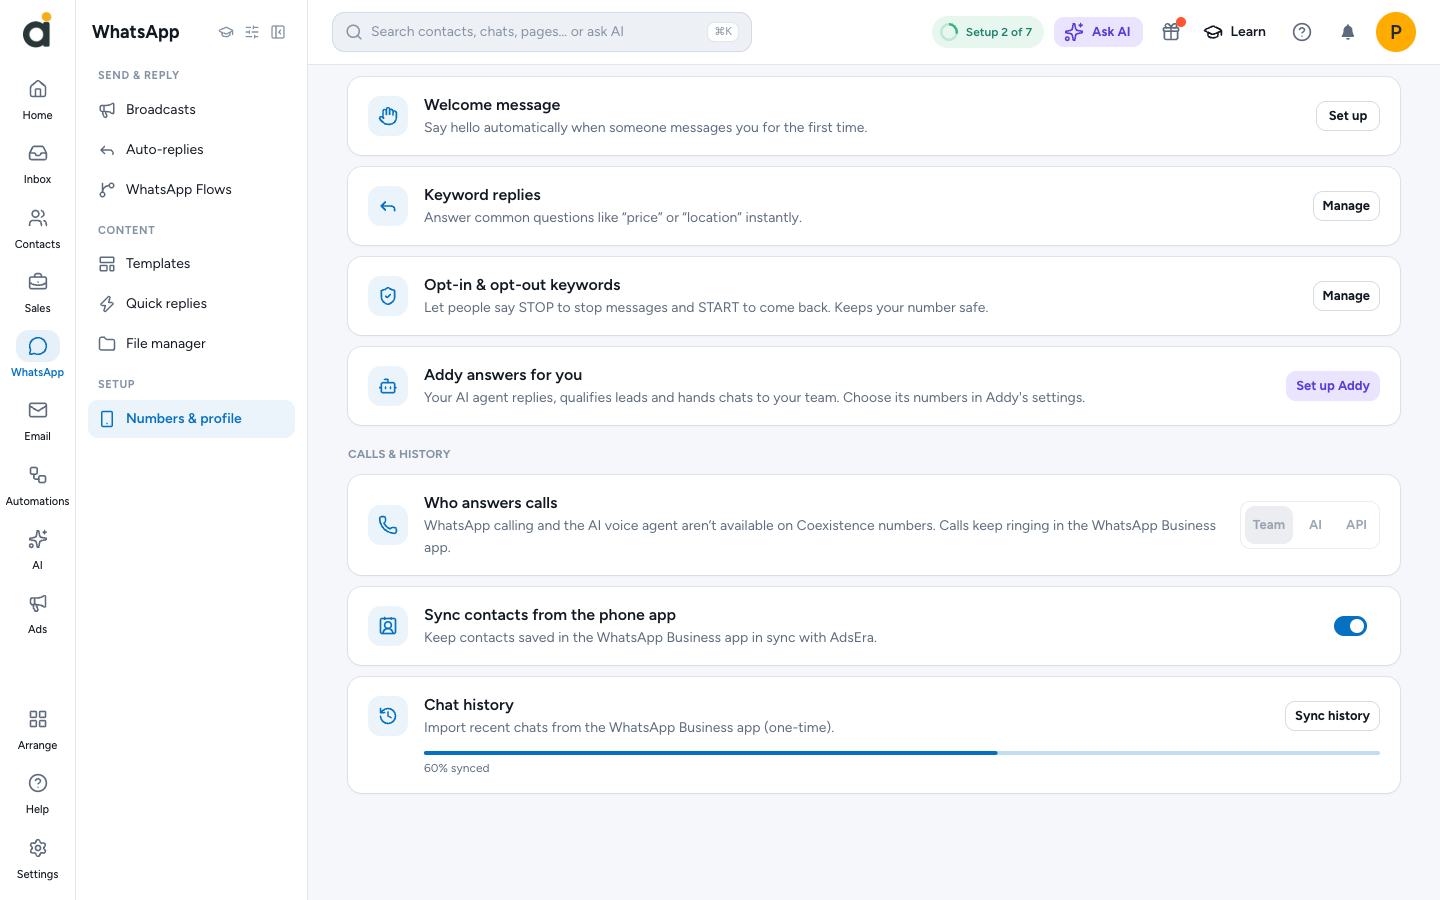 WhatsApp
Search contacts, chats, pages... or ask AI
⌘K
Setup 2 of 7
Ask AI
Learn
P
Home
Inbox
Contacts
Sales
WhatsApp
Email
Automations
AI
Ads
Arrange
Help
Settings
SEND & REPLY
Broadcasts
Auto-replies
WhatsApp Flows
CONTENT
Templates
Quick replies
File manager
SETUP
Numbers & profile
Welcome message
Say hello automatically when someone messages you for the first time.
Set up
Keyword replies
Answer common questions like “price” or “location” instantly.
Manage
Opt-in & opt-out keywords
Let people say STOP to stop messages and START to come back. Keeps your number safe.
Manage
Addy answers for you
Your AI agent replies, qualifies leads and hands chats to your team. Choose its numbers in Addy's settings.
Set up Addy
CALLS & HISTORY
Who answers calls
WhatsApp calling and the AI voice agent aren’t available on Coexistence numbers. Calls keep ringing in the WhatsApp Business
app.
Team
AI
API
Sync contacts from the phone app
Keep contacts saved in the WhatsApp Business app in sync with AdsEra.
Chat history
Import recent chats from the WhatsApp Business app (one-time).
Sync history
60% synced